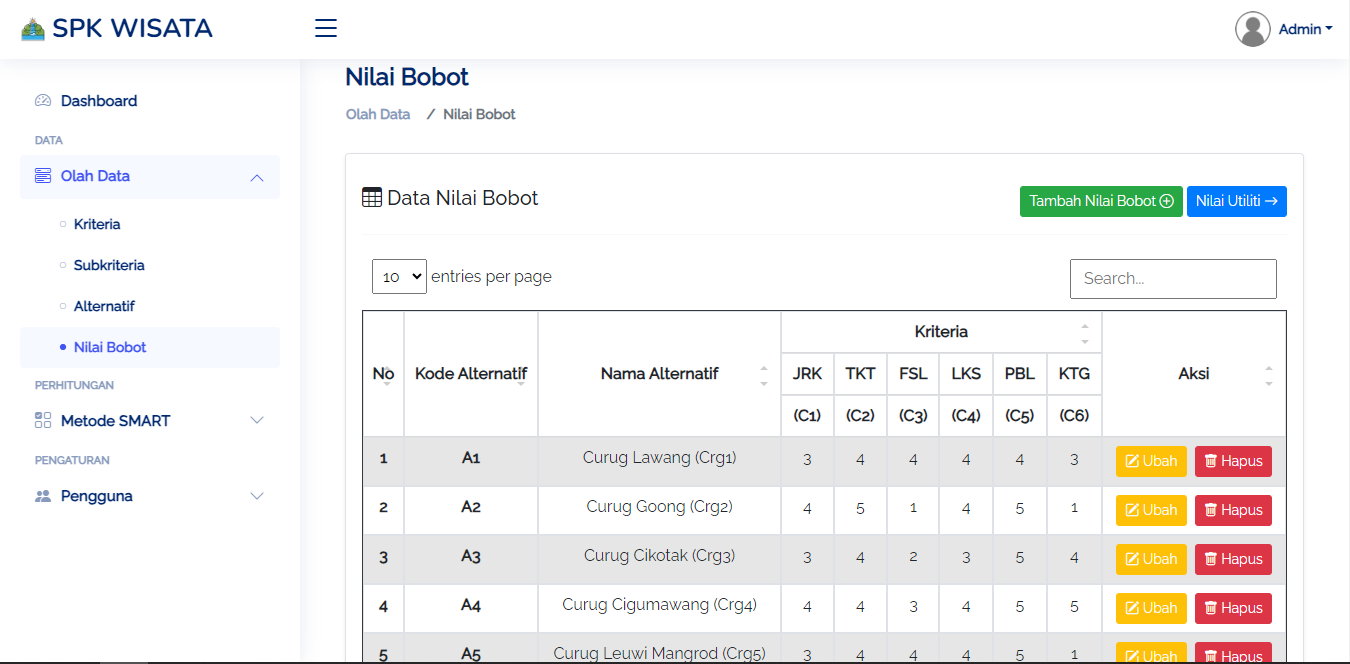 SPK WISATA
Admin
Dashboard
DATA
Olah Data
Kriteria
Subkriteria
Alternatif
Nilai Bobot
PERHITUNGAN
Metode SMART
PENGATURAN
Pengguna
Nilai Bobot
Olah Data / Nilai Bobot
Data Nilai Bobot
Tambah Nilai Bobot Nilai Utiliti →
10 entries per page
Search...
No Kode Alternatif Nama Alternatif Kriteria Aksi
JRK TKT FSL LKS PBL KTG
(C1) (C2) (C3) (C4) (C5) (C6)
1 A1 Curug Lawang (Crg1) 3 4 4 4 4 3 Ubah Hapus
2 A2 Curug Goong (Crg2) 4 5 1 4 5 1 Ubah Hapus
3 A3 Curug Cikotak (Crg3) 3 4 2 3 5 4 Ubah Hapus
4 A4 Curug Cigumawang (Crg4) 4 4 3 4 5 5 Ubah Hapus
5 A5 Curug Leuwi Mangrod (Crg5) 3 4 4 4 5 1 Ubah Hapus